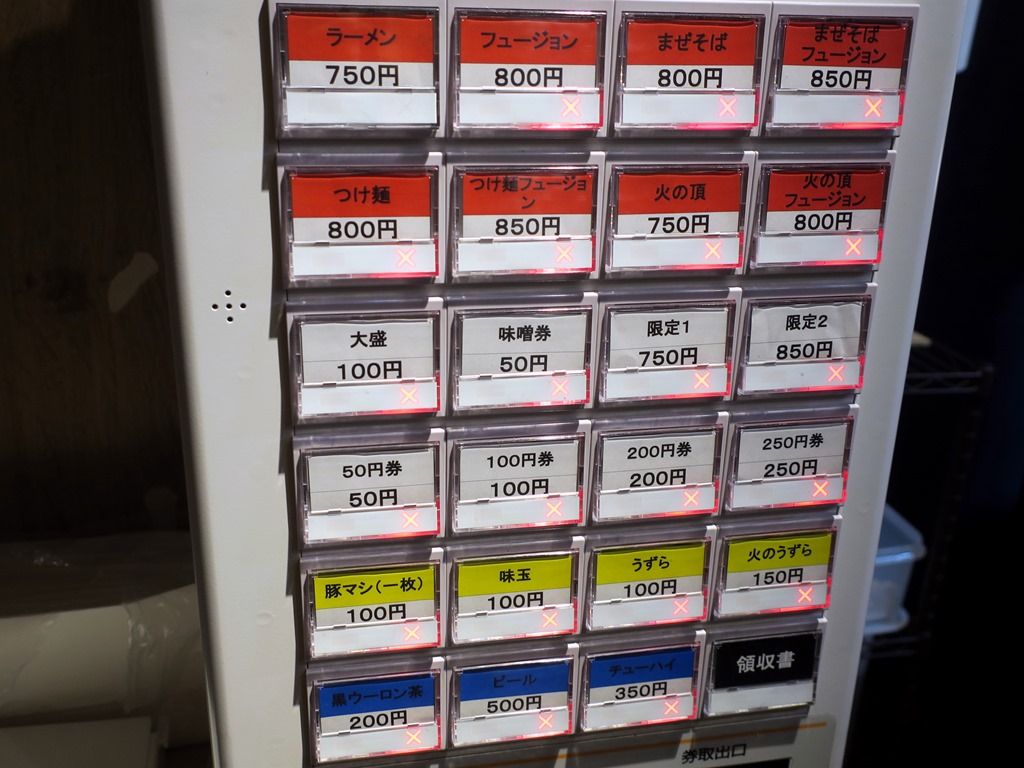 ラーメン
750円
フュージョン
800円
まぜそば
800円
まぜそば
フュージョン
850円
つけ麺
800円
つけ麺フュージョ
ン
850円
火の頂
750円
火の頂
フュージョン
800円
大盛
100円
味噌券
50円
限定1
750円
限定2
850円
50円券
50円
100円券
100円
200円券
200円
250円券
250円
豚マシ(一枚)
100円
味玉
100円
うずら
100円
火のうずら
150円
黒ウーロン茶
200円
ビール
500円
チューハイ
350円
領収書
券取出口